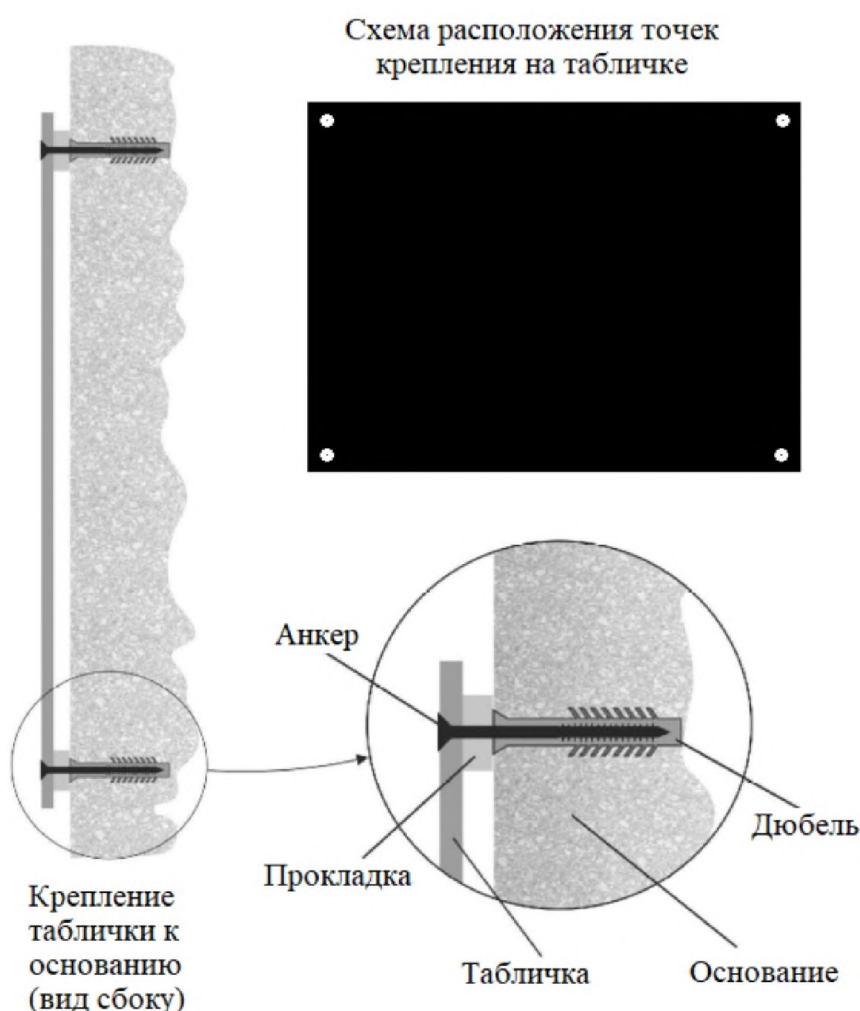 Схема расположения точек
крепления на табличке
Анкер
Дюбель
Прокладка
Крепление
таблички к
основанию
(вид сбоку)
Табличка
Основание